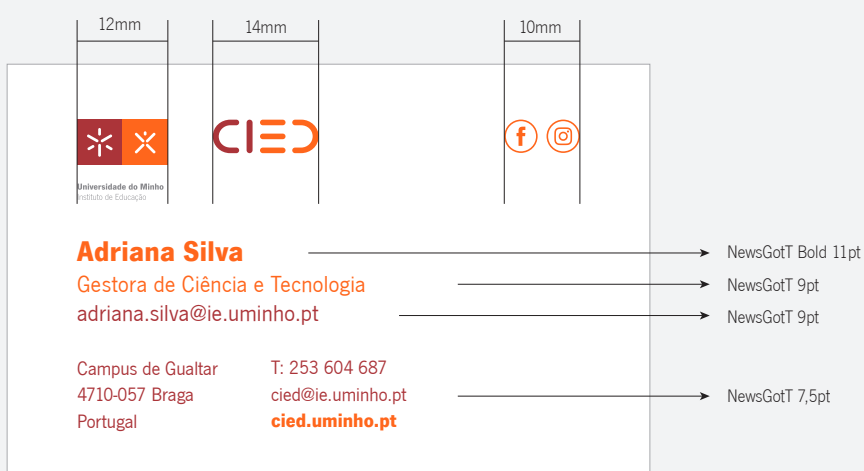 12mm 14mm 10mm
CIED
Universidade do Minho
Instituto de Educação
Adriana Silva
NewsGotT Bold 11pt
Gestora de Ciência e Tecnologia
NewsGotT 9pt
adriana.silva@ie.uminho.pt
NewsGotT 9pt
Campus de Gualtar T: 253 604 687
4710-057 Braga cied@ie.uminho.pt
NewsGotT 7,5pt
Portugal cied.uminho.pt